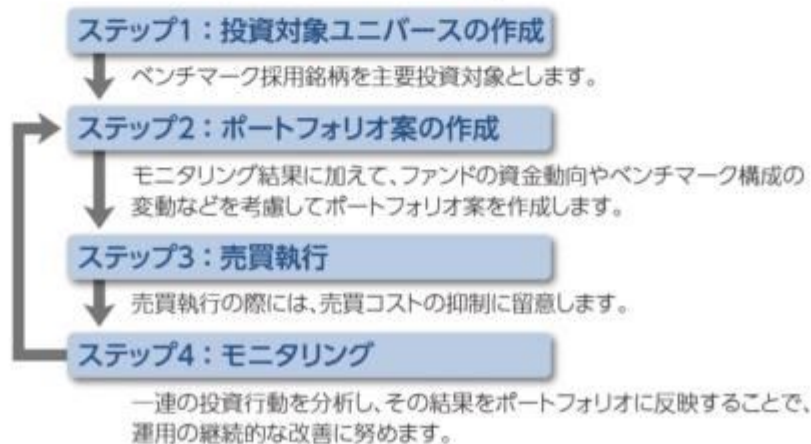 ステップ1：投資対象ユニバースの作成
ベンチマーク採用銘柄を主要投資対象とします。
ステップ2：ポートフォリオ案の作成
モニタリング結果に加えて、ファンドの資金動向やベンチマーク構成の
変動などを考慮してポートフォリオ案を作成します。
ステップ3：売買執行
売買執行の際には、売買コストの抑制に留意します。
ステップ4：モニタリング
一連の投資行動を分析し、その結果をポートフォリオに反映することで、
運用の継続的な改善に努めます。